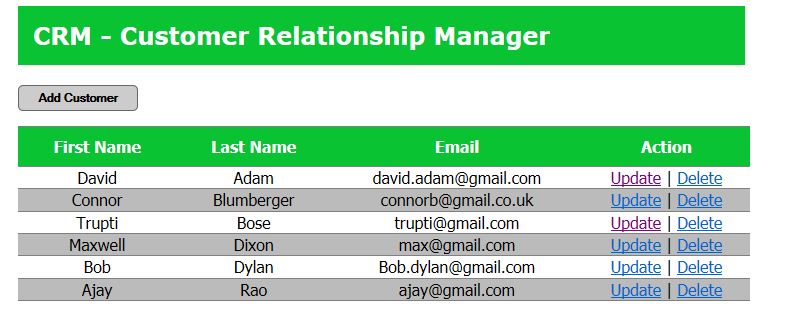 CRM - Customer Relationship Manager
Add Customer
First Name Last Name Email Action
David Adam david.adam@gmail.com Update | Delete
Connor Blumberger connorb@gmail.co.uk Update | Delete
Trupti Bose trupti@gmail.com Update | Delete
Maxwell Dixon max@gmail.com Update | Delete
Bob Dylan Bob.dylan@gmail.com Update | Delete
Ajay Rao ajay@gmail.com Update | Delete